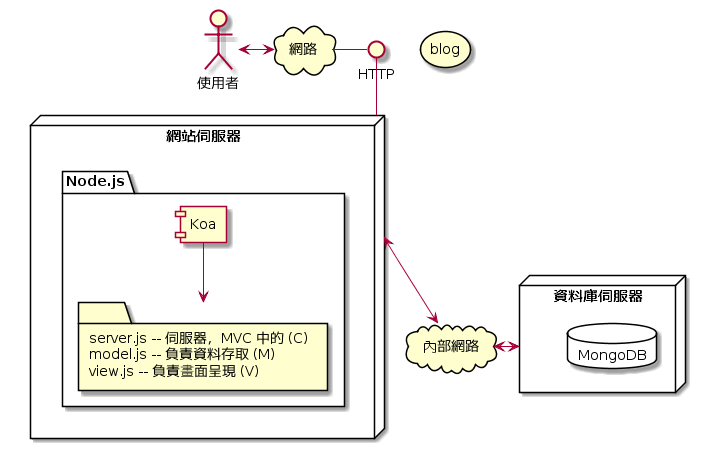 網路
blog
使用者
HTTP
網站伺服器
Node.js
Koa
server.js -- 伺服器，MVC 中的 (C)
model.js -- 負責資料存取 (M)
view.js -- 負責畫面呈現 (V)
內部網路
資料庫伺服器
MongoDB